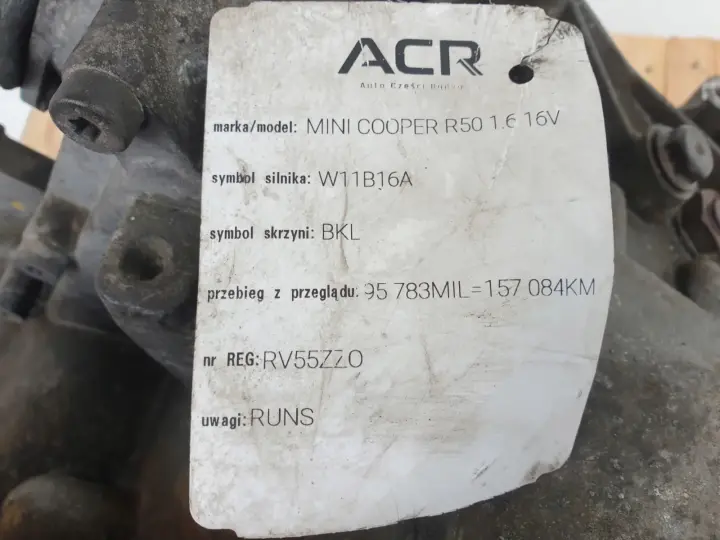 ACR
Auto Części
marka/model: MINI COOPER R50 1.6 16V
symbol silnika: W11B16A
symbol skrzyni: BKL
przebieg z przeglądu: 95 783MIL=157 084KM
nr REG: RV55ZZO
uwagi: RUNS